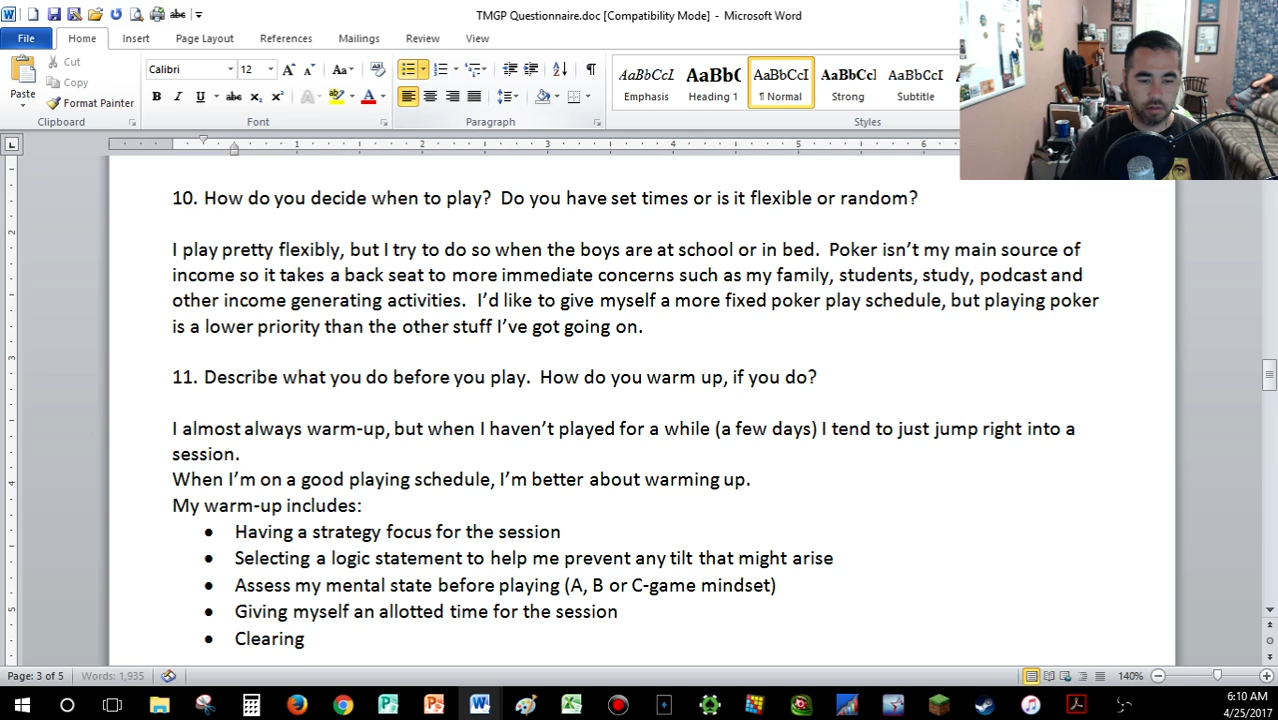 TMGP Questionnaire.doc [Compatibility Mode] - Microsoft Word
File Home Insert Page Layout References Mailings Review View
Cut
Copy
Format Painter
Paste
Clipboard
Calibri 12
Font
Paragraph
AaBbCcI AaBbC AaBbCcI AaBbCcl AaBbCcI
Emphasis Heading 1 ¶ Normal Strong Subtitle
Styles
1 2 3 4 5 6
10. How do you decide when to play?  Do you have set times or is it flexible or random?
I play pretty flexibly, but I try to do so when the boys are at school or in bed.  Poker isn’t my main source of
income so it takes a back seat to more immediate concerns such as my family, students, study, podcast and
other income generating activities.  I’d like to give myself a more fixed poker play schedule, but playing poker
is a lower priority than the other stuff I’ve got going on.
11. Describe what you do before you play.  How do you warm up, if you do?
I almost always warm-up, but when I haven’t played for a while (a few days) I tend to just jump right into a
session.
When I’m on a good playing schedule, I’m better about warming up.
My warm-up includes:
• Having a strategy focus for the session
• Selecting a logic statement to help me prevent any tilt that might arise
• Assess my mental state before playing (A, B or C-game mindset)
• Giving myself an allotted time for the session
• Clearing
Page: 3 of 5 Words: 1,935 140%
6:10 AM
4/25/2017